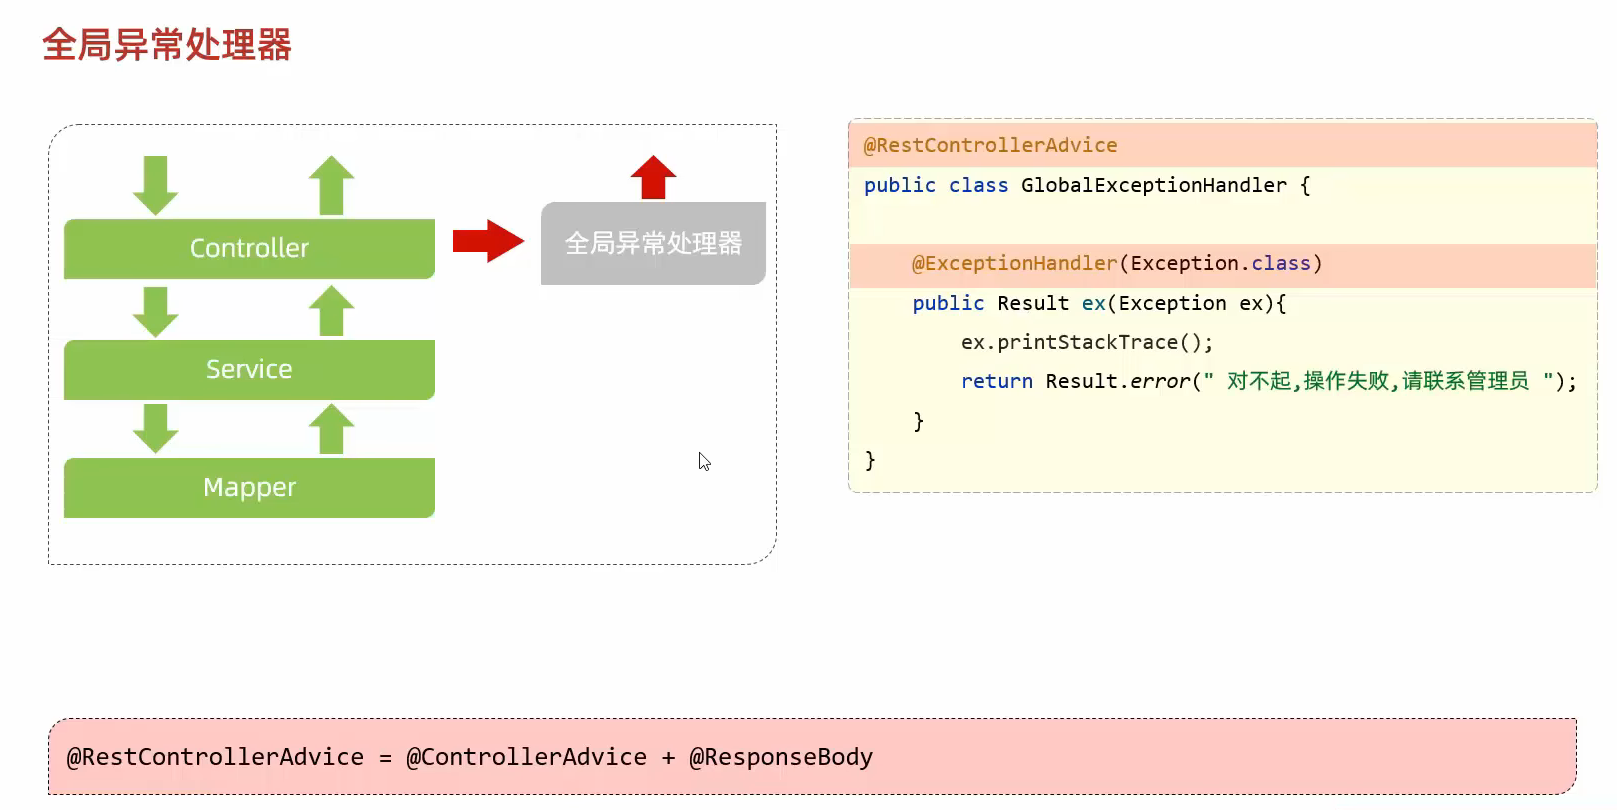 全局异常处理器
Controller
全局异常处理器
Service
Mapper
@RestControllerAdvice
public class GlobalExceptionHandler {
@ExceptionHandler(Exception.class)
public Result ex(Exception ex){
ex.printStackTrace();
return Result.error(" 对不起,操作失败,请联系管理员 ");
}
}
@RestControllerAdvice = @ControllerAdvice + @ResponseBody